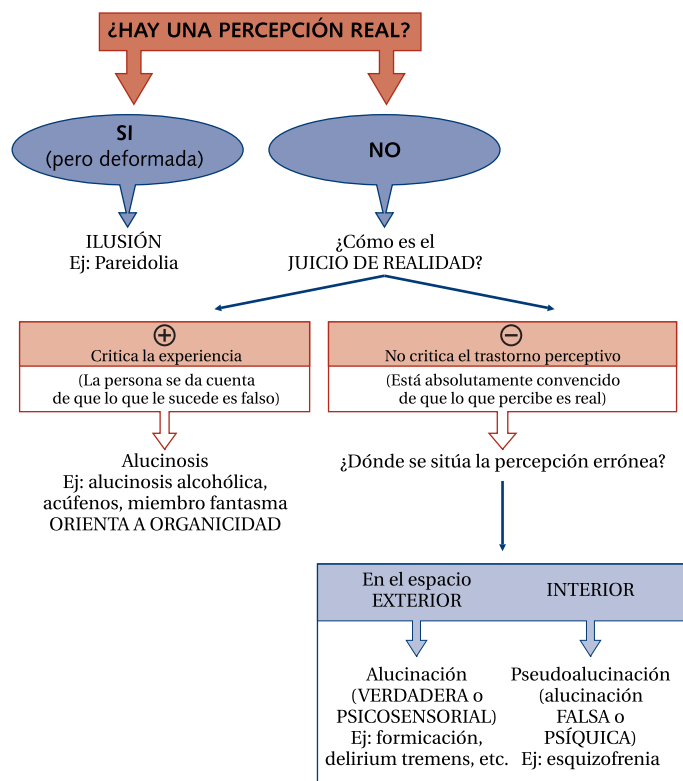 ¿HAY UNA PERCEPCIÓN REAL?
SI
(pero deformada)
NO
ILUSIÓN
Ej: Pareidolia
¿Cómo es el
JUICIO DE REALIDAD?
+
Critica la experiencia
(La persona se da cuenta
de que lo que le sucede es falso)
−
No critica el trastorno perceptivo
(Está absolutamente convencido
de que lo que percibe es real)
Alucinosis
Ej: alucinosis alcohólica,
acúfenos, miembro fantasma
ORIENTA A ORGANICIDAD
¿Dónde se sitúa la percepción errónea?
En el espacio
EXTERIOR
INTERIOR
Alucinación
(VERDADERA o
PSICOSENSORIAL)
Ej: formicación,
delirium tremens, etc.
Pseudoalucinación
(alucinación
FALSA o
PSÍQUICA)
Ej: esquizofrenia